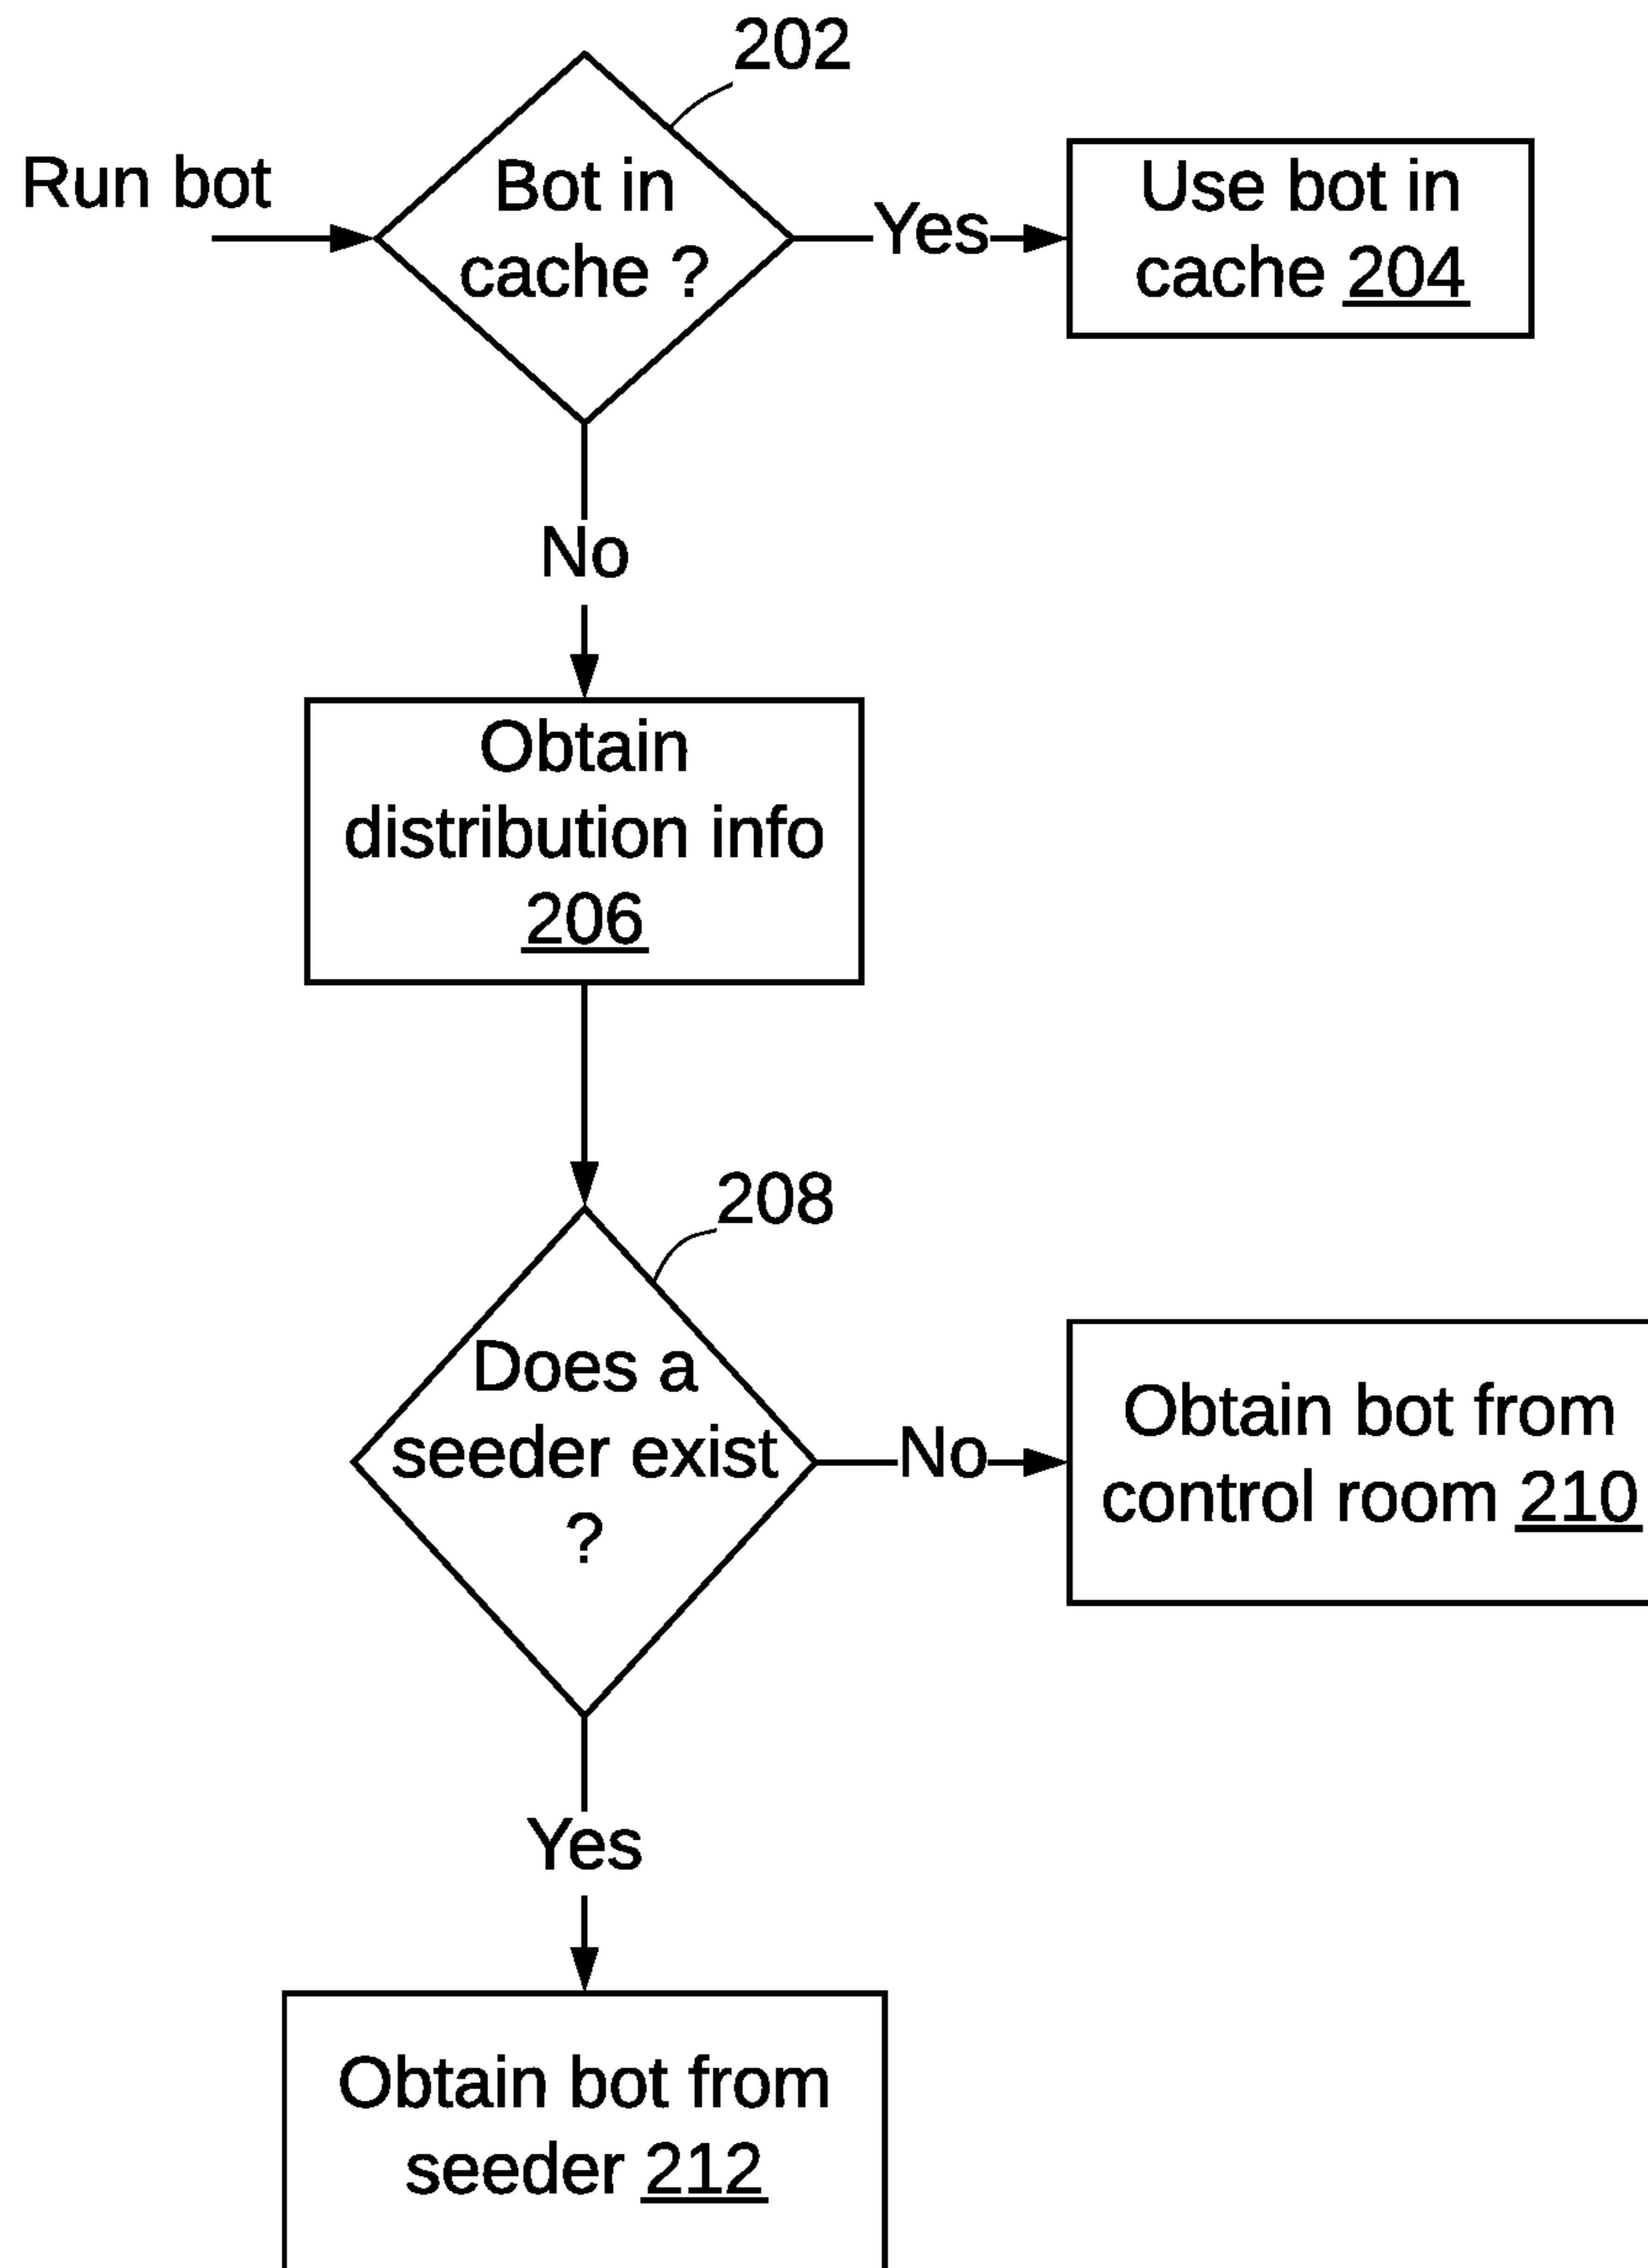 202
Run bot
Bot in
cache ?
Yes
Use bot in
cache 204
No
Obtain
distribution info
206
208
Does a
seeder exist
?
No
Obtain bot from
control room 210
Yes
Obtain bot from
seeder 212